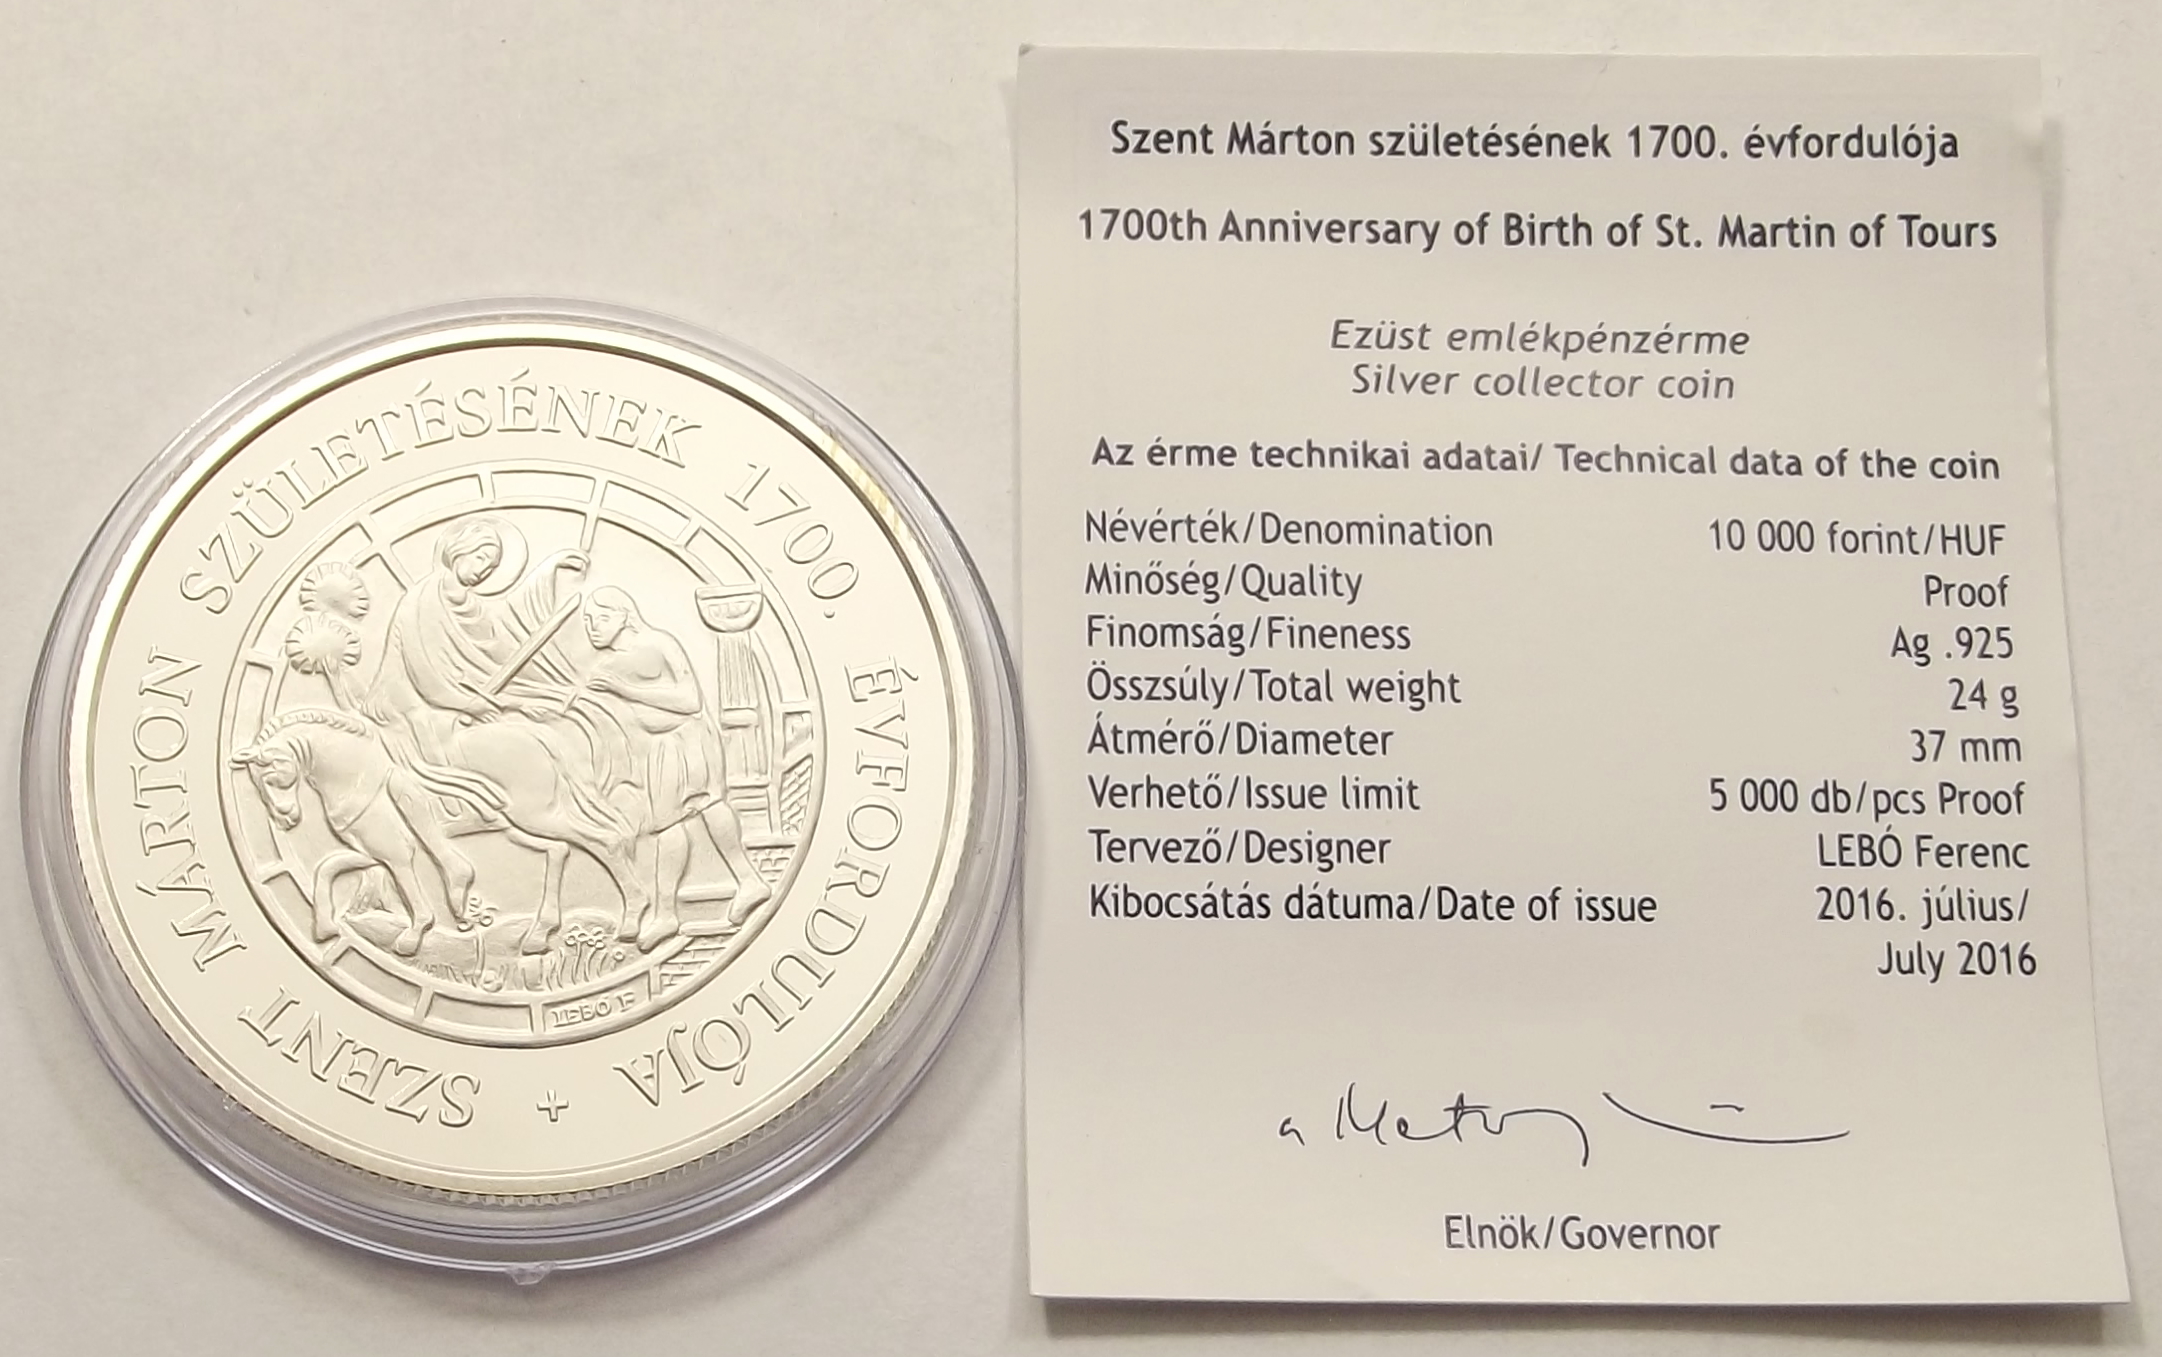 SZENT MÁRTON SZÜLETÉSÉNEK 1700. ÉVFORDULÓJA +
LEBÓ F
Szent Márton születésének 1700. évfordulója
1700th Anniversary of Birth of St. Martin of Tours
Ezüst emlékpénzérme
Silver collector coin
Az érme technikai adatai/ Technical data of the coin
Névérték/Denomination 10 000 forint/HUF
Minőség/Quality Proof
Finomság/Fineness Ag .925
Összsúly/Total weight 24 g
Átmérő/Diameter 37 mm
Verhető/Issue limit 5 000 db/pcs Proof
Tervező/Designer LEBÓ Ferenc
Kibocsátás dátuma/Date of issue 2016. július/
July 2016
Elnök/Governor